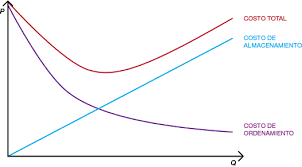 P
COSTO TOTAL
COSTO DE
ALMACENAMIENTO
COSTO DE
ORDENAMIENTO
Q